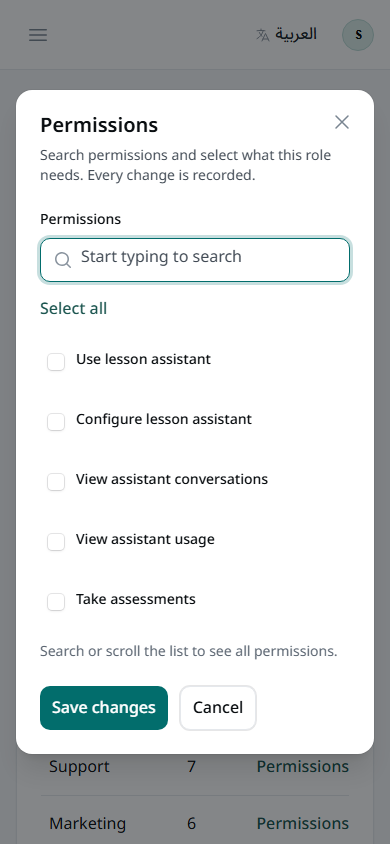 العربية
S
Permissions
Search permissions and select what this role
needs. Every change is recorded.
Permissions
Start typing to search
Select all
Use lesson assistant
Configure lesson assistant
View assistant conversations
View assistant usage
Take assessments
Search or scroll the list to see all permissions.
Save changes
Cancel
Support 7 Permissions
Marketing 6 Permissions